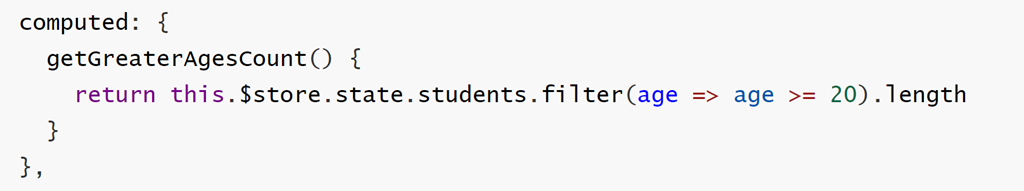 computed: {
  getGreaterAgesCount() {
    return this.$store.state.students.filter(age => age >= 20).length
  }
},